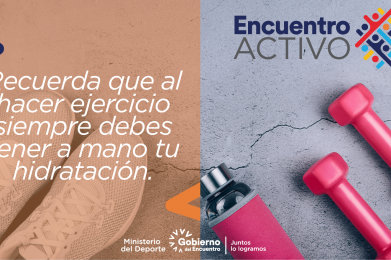 Encuentro
ACTIVO
Recuerda que al
hacer ejercicio
siempre debes
tener a mano tu
hidratación.
Ministerio
del Deporte
Gobierno
del Encuentro
Juntos
lo logramos